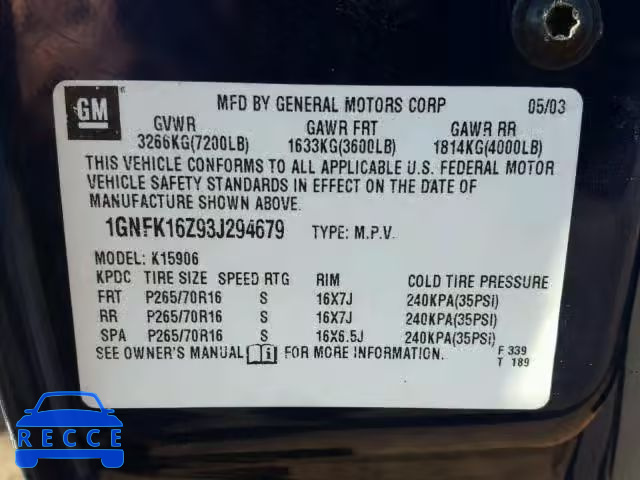 GM
MFD BY GENERAL MOTORS CORP 05/03
GVWR GAWR FRT GAWR RR
3266KG(7200LB) 1633KG(3600LB) 1814KG(4000LB)
THIS VEHICLE CONFORMS TO ALL APPLICABLE U.S. FEDERAL MOTOR
VEHICLE SAFETY STANDARDS IN EFFECT ON THE DATE OF
MANUFACTURE SHOWN ABOVE.
1GNFK16Z93J294679 TYPE: M.P.V.
MODEL: K15906
KPDC TIRE SIZE SPEED RTG RIM COLD TIRE PRESSURE
FRT P265/70R16 S 16X7J 240KPA(35PSI)
RR P265/70R16 S 16X7J 240KPA(35PSI)
SPA P265/70R16 S 16X6.5J 240KPA(35PSI)
SEE OWNER'S MANUAL FOR MORE INFORMATION.
F 339
T 189
RECCE